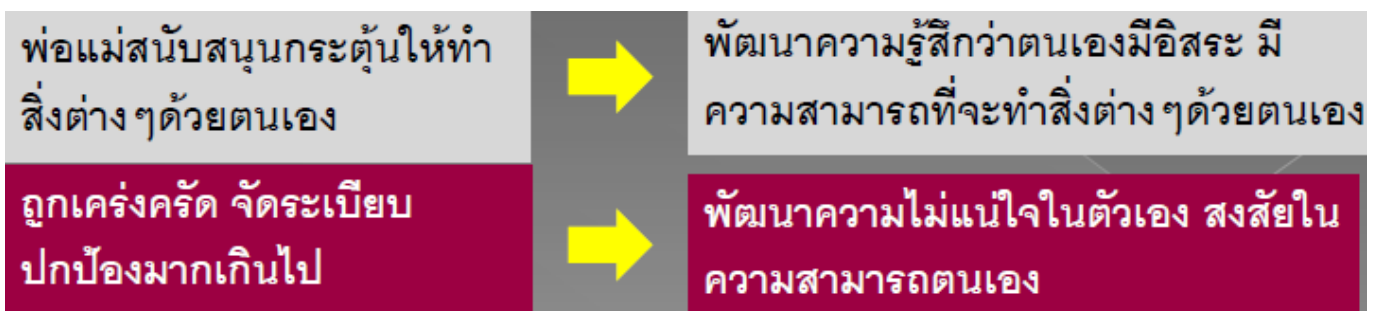 พ่อแม่สนับสนุนกระตุ้นให้ทำ
สิ่งต่างๆด้วยตนเอง
พัฒนาความรู้สึกว่าตนเองมีอิสระ มี
ความสามารถที่จะทำสิ่งต่างๆด้วยตนเอง
ถูกเคร่งครัด จัดระเบียบ
ปกป้องมากเกินไป
พัฒนาความไม่แน่ใจในตัวเอง สงสัยใน
ความสามารถตนเอง